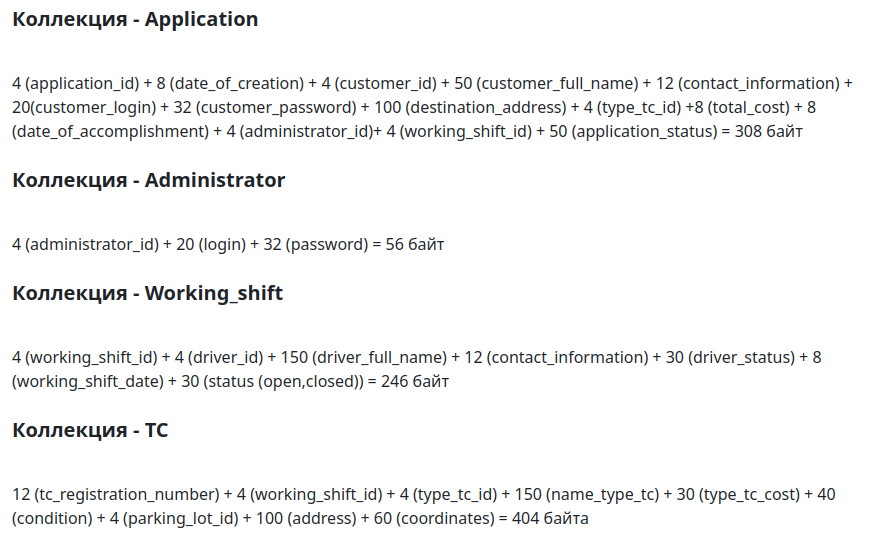 Коллекция - Application
4 (application_id) + 8 (date_of_creation) + 4 (customer_id) + 50 (customer_full_name) + 12 (contact_information) +
20(customer_login) + 32 (customer_password) + 100 (destination_address) + 4 (type_tc_id) +8 (total_cost) + 8
(date_of_accomplishment) + 4 (administrator_id)+ 4 (working_shift_id) + 50 (application_status) = 308 байт
Коллекция - Administrator
4 (administrator_id) + 20 (login) + 32 (password) = 56 байт
Коллекция - Working_shift
4 (working_shift_id) + 4 (driver_id) + 150 (driver_full_name) + 12 (contact_information) + 30 (driver_status) + 8
(working_shift_date) + 30 (status (open,closed)) = 246 байт
Коллекция - TC
12 (tc_registration_number) + 4 (working_shift_id) + 4 (type_tc_id) + 150 (name_type_tc) + 30 (type_tc_cost) + 40
(condition) + 4 (parking_lot_id) + 100 (address) + 60 (coordinates) = 404 байта